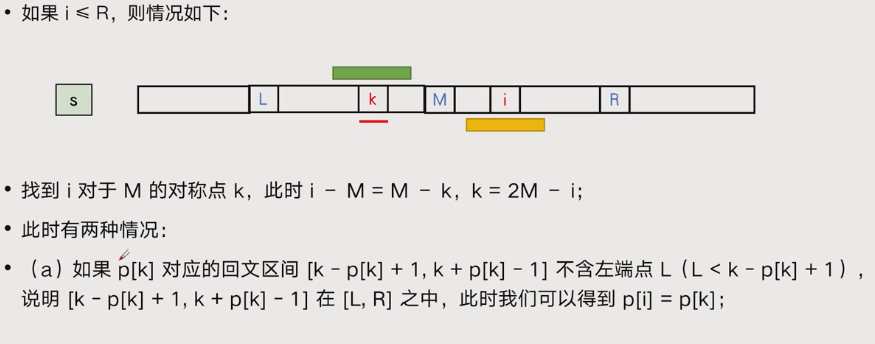 • 如果 i ≤ R，则情况如下：
s L k M i R
• 找到 i 对于 M 的对称点 k，此时 i - M = M - k，k = 2M - i；
• 此时有两种情况：
• （a）如果 p[k] 对应的回文区间 [k - p[k] + 1, k + p[k] - 1] 不含左端点 L（L < k - p[k] + 1），
说明 [k - p[k] + 1, k + p[k] - 1] 在 [L, R] 之中，此时我们可以得到 p[i] = p[k]；